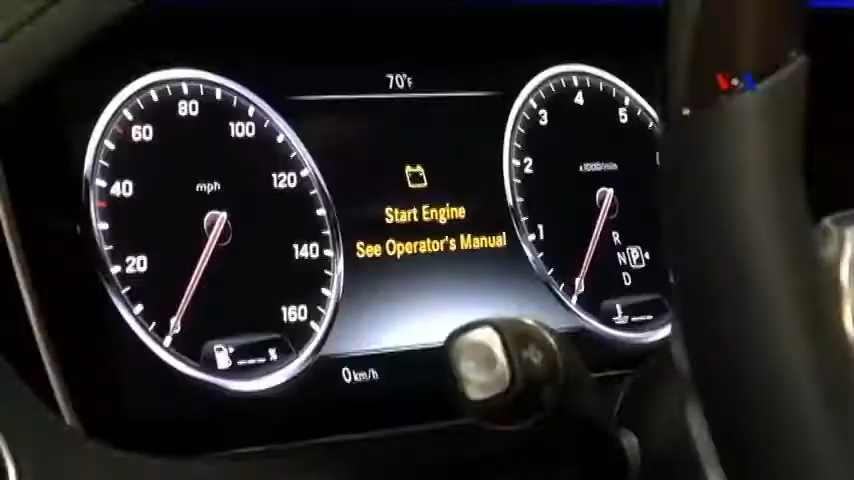 70°F
80
60
100
40
mph
120
20
140
160
--- %
0 km/h
Start Engine
See Operator's Manual
4
3
5
2
x1000/min
1
R
N P
D